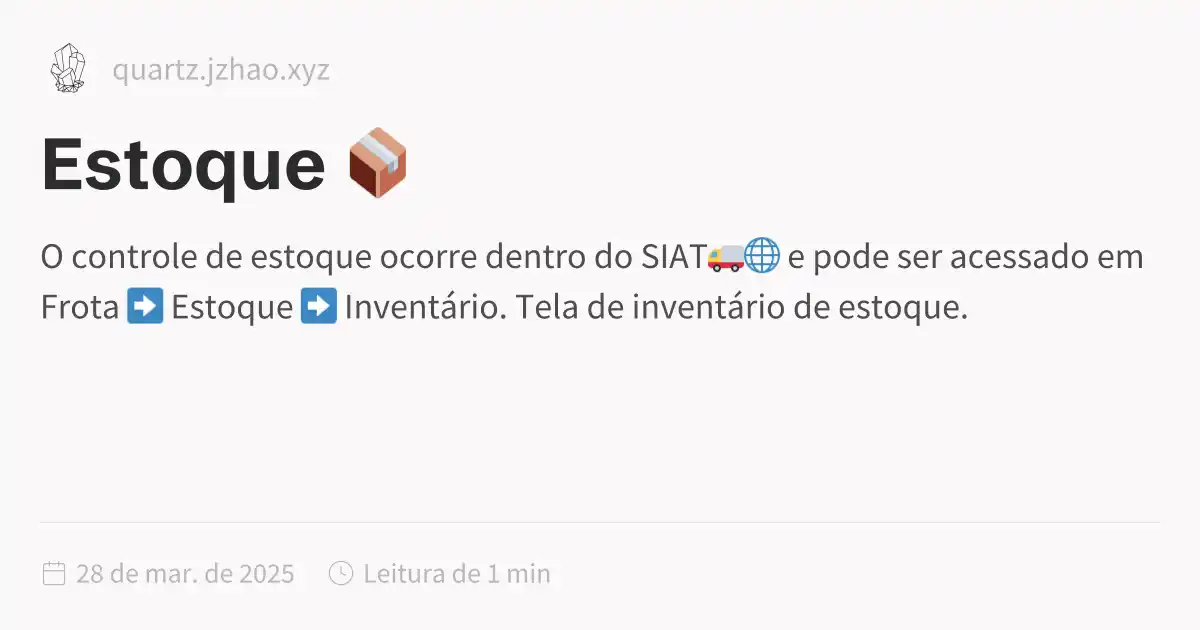 quartz.jzhao.xyz
Estoque 📦
O controle de estoque ocorre dentro do SIAT🚚🌐 e pode ser acessado em
Frota ➡️ Estoque ➡️ Inventário. Tela de inventário de estoque.
28 de mar. de 2025 Leitura de 1 min